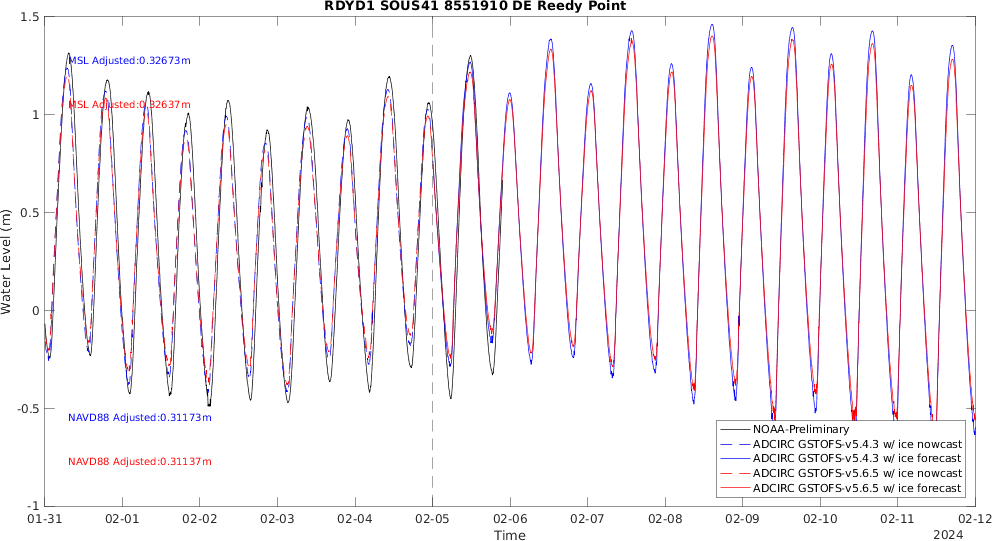 RDYD1 SOUS41 8551910 DE Reedy Point
1.5
1
0.5
0
-0.5
-1
Water Level (m)
MSL Adjusted:0.32673m
MSL Adjusted:0.32637m
NAVD88 Adjusted:0.31173m
NAVD88 Adjusted:0.31137m
NOAA-Preliminary
ADCIRC GSTOFS-v5.4.3 w/ ice nowcast
ADCIRC GSTOFS-v5.4.3 w/ ice forecast
ADCIRC GSTOFS-v5.6.5 w/ ice nowcast
ADCIRC GSTOFS-v5.6.5 w/ ice forecast
01-31 02-01 02-02 02-03 02-04 02-05 02-06 02-07 02-08 02-09 02-10 02-11 02-12
Time
2024